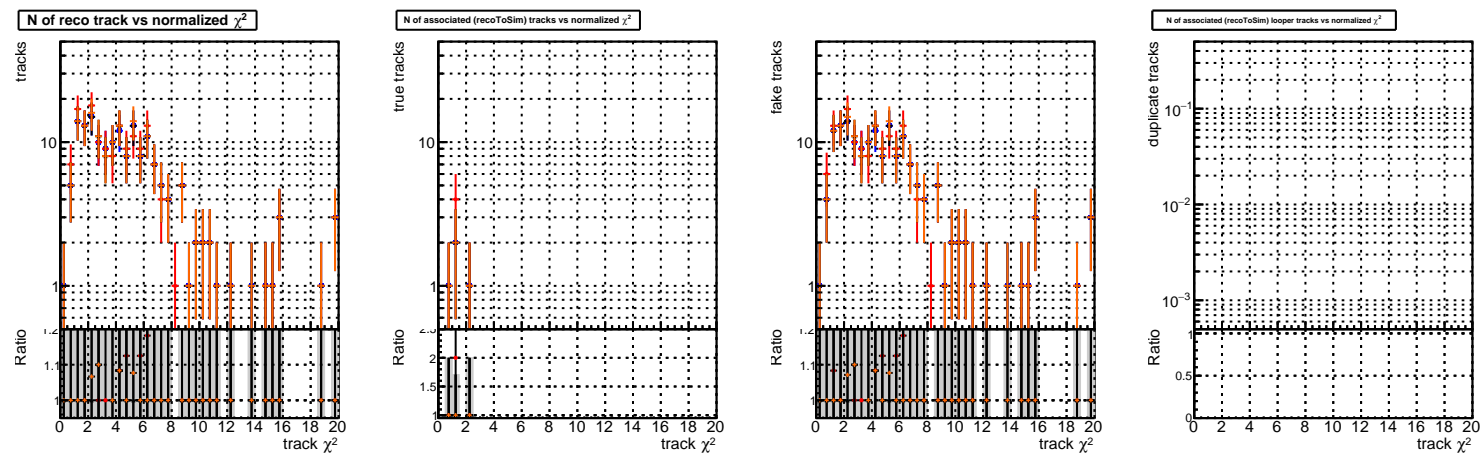 N of reco track vs normalized χ²
tracks
10
1
Ratio
1.2
1.1
1
0 2 4 6 8 10 12 14 16 18 20
track χ²
N of associated (recoToSim) tracks vs normalized χ²
true tracks
10
1
Ratio
2.5
2
1.5
1
0 2 4 6 8 10 12 14 16 18 20
track χ²
fake tracks
10
1
Ratio
1.2
1.1
1
0 2 4 6 8 10 12 14 16 18 20
track χ²
N of associated (recoToSim) looper tracks vs normalized χ²
duplicate tracks
10⁻¹
10⁻²
10⁻³
Ratio
1
0.5
0
0 2 4 6 8 10 12 14 16 18 20
track χ²